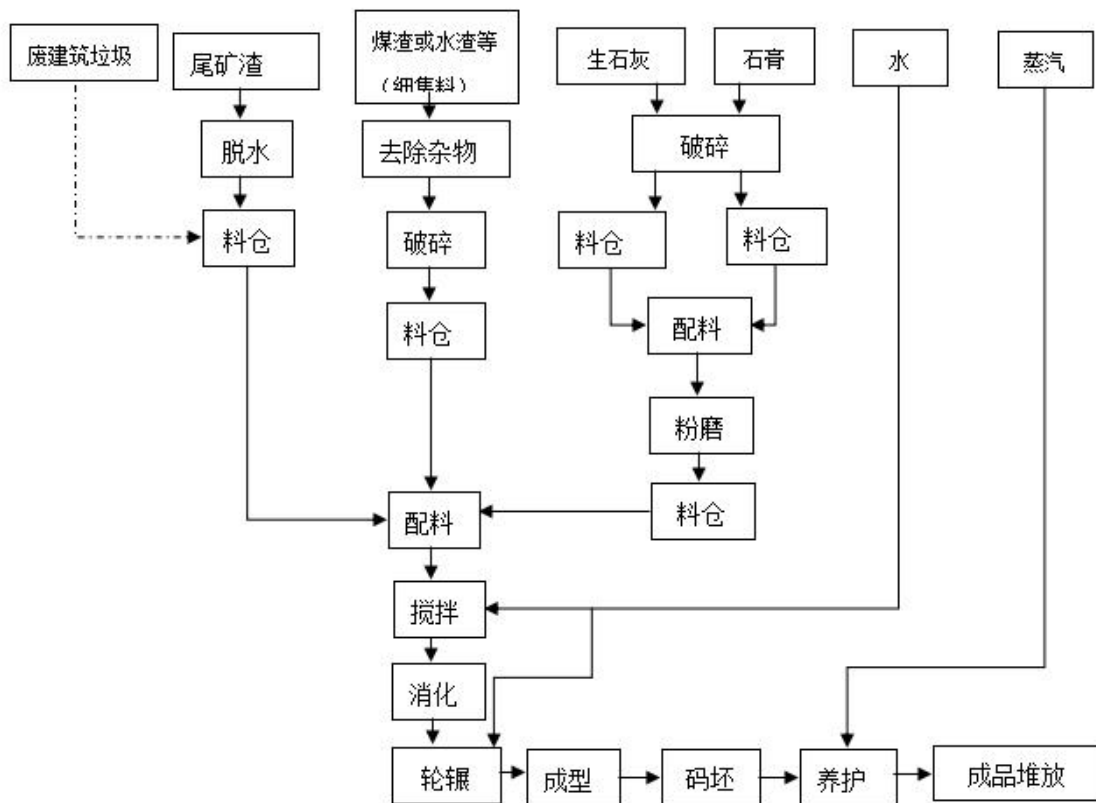 废建筑垃圾
尾矿渣
煤渣或水渣等
（细集料）
生石灰
石膏
水
蒸汽
脱水
去除杂物
破碎
料仓
破碎
料仓
料仓
料仓
配料
粉磨
配料
料仓
搅拌
消化
轮辗
成型
码坯
养护
成品堆放